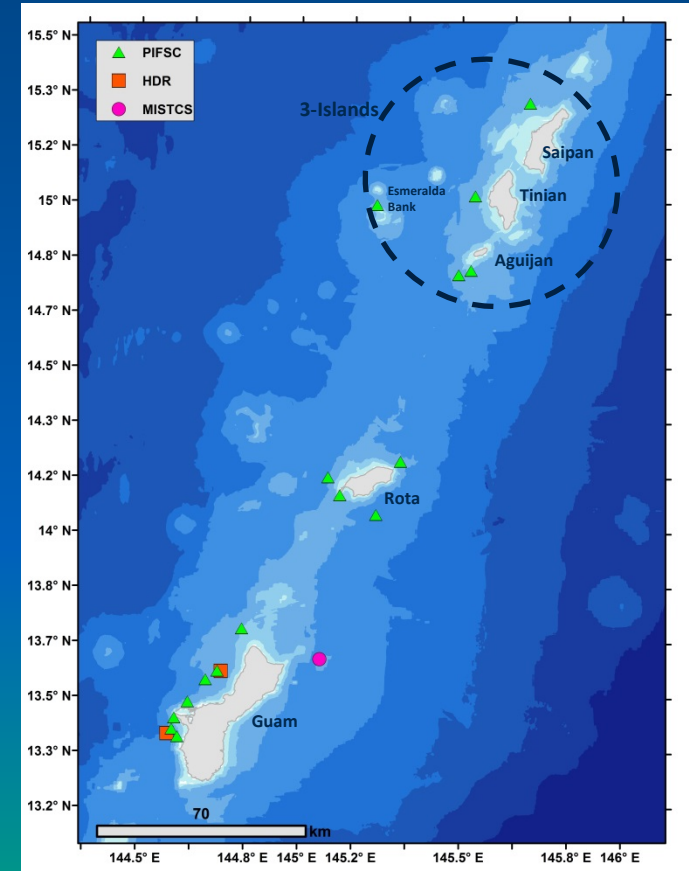 PIFSC
HDR
MISTCS
15.5° N
15.3° N
15.2° N
15° N
14.8° N
14.7° N
14.5° N
14.3° N
14.2° N
14° N
13.8° N
13.7° N
13.5° N
13.3° N
13.2° N
3-Islands
Saipan
Esmeralda
Bank
Tinian
Aguijan
Rota
Guam
70
km
144.5° E
144.8° E
145° E
145.2° E
145.5° E
145.8° E
146° E